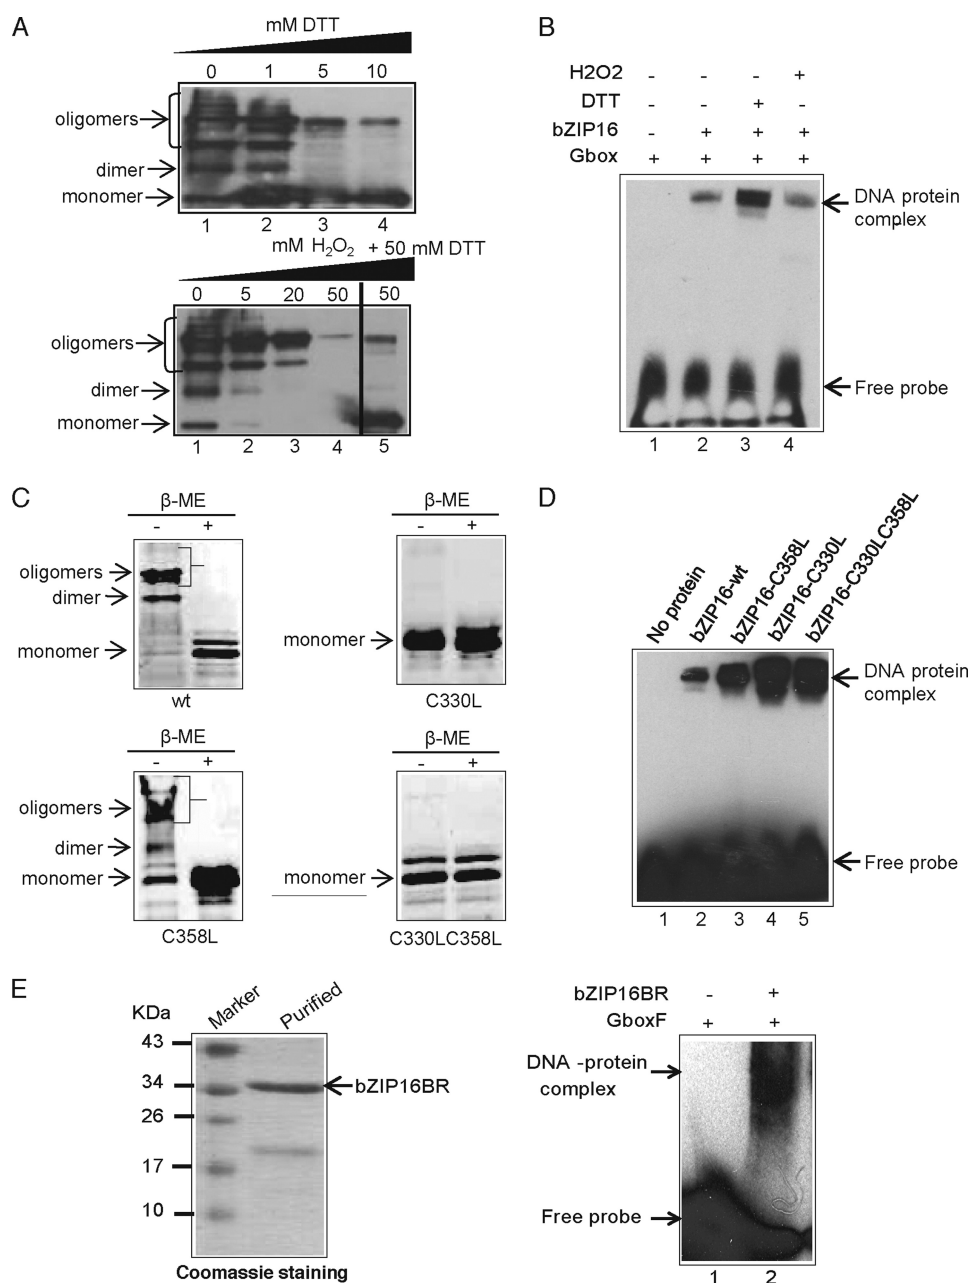 A
mM DTT
0 1 5 10
oligomers
dimer
monomer
1 2 3 4
mM H2O2 + 50 mM DTT
0 5 20 50 50
oligomers
dimer
monomer
1 2 3 4 5
B
H2O2 - - - +
DTT - - + -
bZIP16 - + + +
Gbox + + + +
DNA protein
complex
Free probe
1 2 3 4
C
β-ME
- +
oligomers
dimer
monomer
wt
β-ME
- +
monomer
C330L
β-ME
- +
oligomers
dimer
monomer
C358L
β-ME
- +
monomer
C330LC358L
D
No protein
bZIP16-wt
bZIP16-C358L
bZIP16-C330L
bZIP16-C330LC358L
DNA protein
complex
Free probe
1 2 3 4 5
E
KDa
Marker
Purified
43
34
26
17
10
bZIP16BR
Coomassie staining
bZIP16BR - +
GboxF + +
DNA -protein
complex
Free probe
1 2